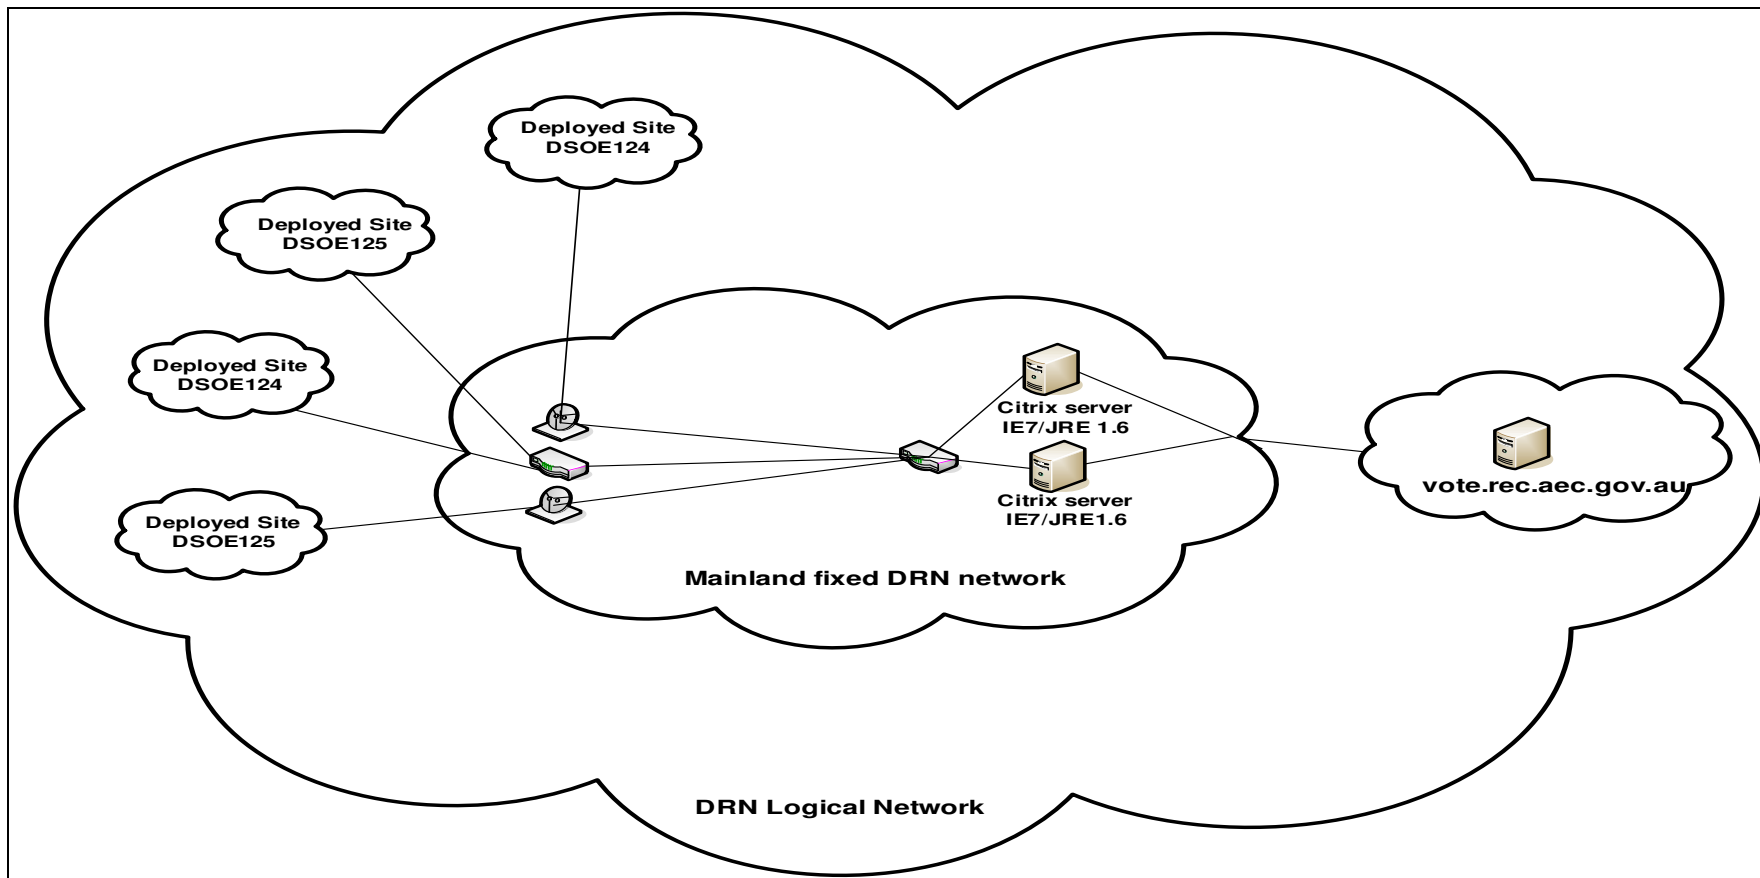 Deployed Site
DSOE124
Deployed Site
DSOE125
Deployed Site
DSOE124
Deployed Site
DSOE125
Citrix server
IE7/JRE 1.6
Citrix server
IE7/JRE1.6
vote.rec.aec.gov.au
Mainland fixed DRN network
DRN Logical Network